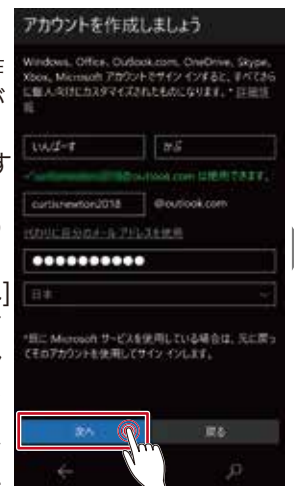 アカウントを作成しましょう
Windows、Office、Outlook.com、OneDrive、Skype、
Xbox。Microsoft アカウントでサイン インすると、すべてさら
に個人向けにカスタマイズされたものになります。* 詳細情
報
いんぱーす
かぶ
outlook.com は使用できます。
curtisnewton2018
@outlook.com
代わりに自分のメール アドレスを使用
●●●●●●●●●●
日本
*既に Microsoft サービスを使用している場合は、元に戻っ
てそのアカウントを使用してサイン インします。
次へ
戻る